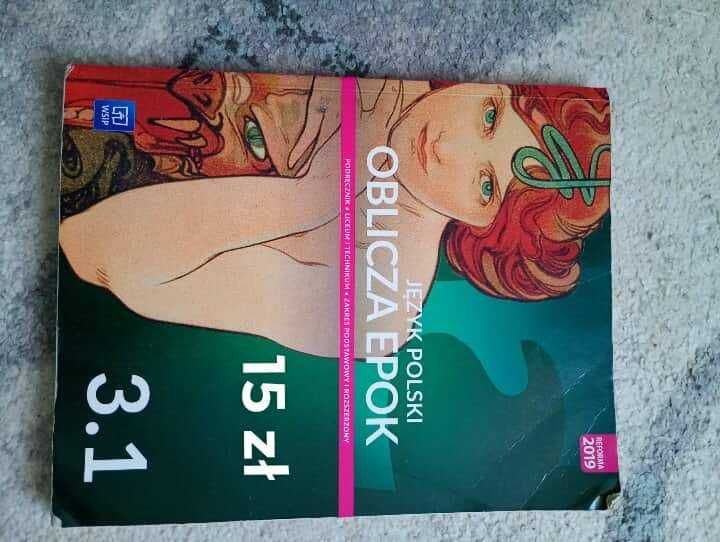 REFORMA
2019
JĘZYK POLSKI
OBLICZA EPOK
PODRĘCZNIK • LICEUM I TECHNIKUM • ZAKRES PODSTAWOWY I ROZSZERZONY
15 zł
WSiP
3.1